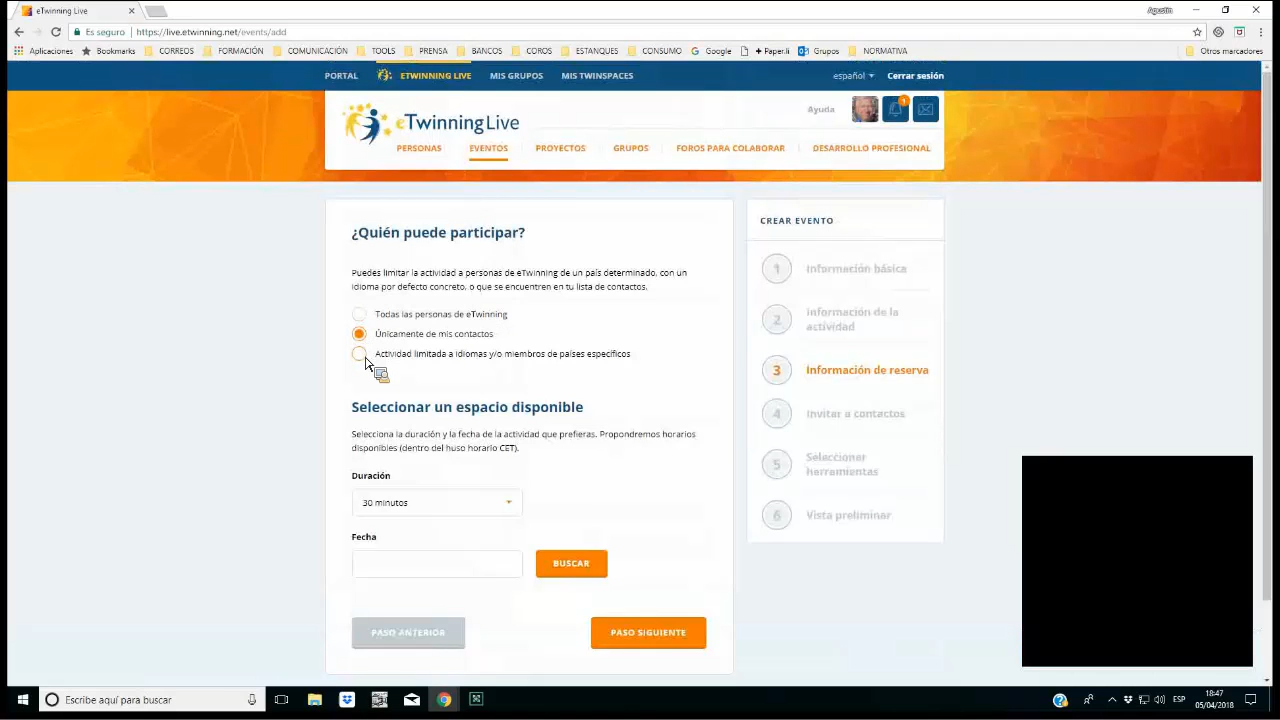 eTwinning Live
Agustín
Es seguro | https://live.etwinning.net/events/add
Aplicaciones Bookmarks CORREOS FORMACIÓN COMUNICACIÓN TOOLS PRENSA BANCOS COROS ESTANQUES CONSUMO Google + Paper.li Grupos NORMATIVA Otros marcadores
PORTAL ETWINNING LIVE MIS GRUPOS MIS TWINSPACES español Cerrar sesión
Ayuda 1
eTwinning Live
PERSONAS EVENTOS PROYECTOS GRUPOS FOROS PARA COLABORAR DESARROLLO PROFESIONAL
¿Quién puede participar?
Puedes limitar la actividad a personas de eTwinning de un país determinado, con un
idioma por defecto concreto, o que se encuentren en tu lista de contactos.
Todas las personas de eTwinning
Únicamente de mis contactos
Actividad limitada a idiomas y/o miembros de países específicos
Seleccionar un espacio disponible
Selecciona la duración y la fecha de la actividad que prefieras. Propondremos horarios
disponibles (dentro del huso horario CET).
Duración
30 minutos
Fecha
BUSCAR
PASO ANTERIOR PASO SIGUIENTE
CREAR EVENTO
1 Información básica
2 Información de la
actividad
3 Información de reserva
4 Invitar a contactos
5 Seleccionar
herramientas
6 Vista preliminar
Escribe aquí para buscar
ESP
18:47
05/04/2018